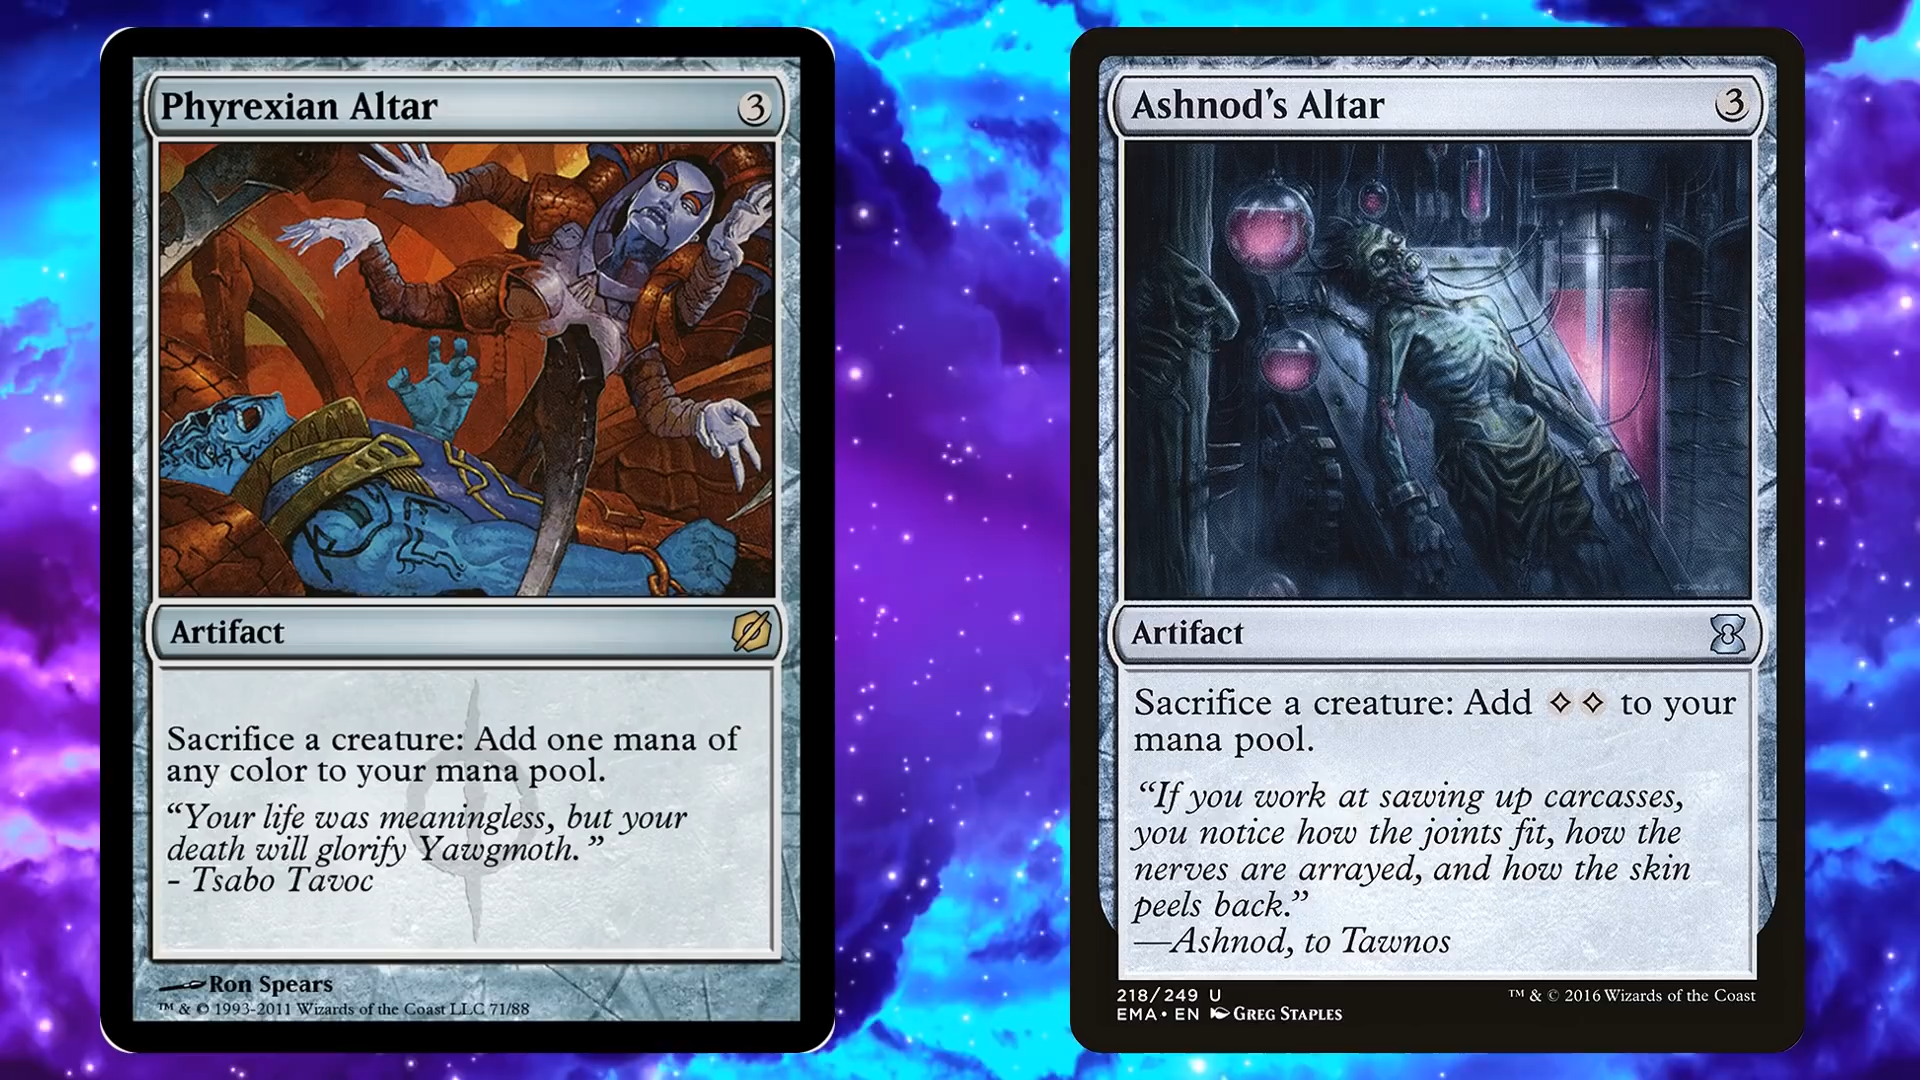 Phyrexian Altar
3
Artifact
Sacrifice a creature: Add one mana of
any color to your mana pool.
“Your life was meaningless, but your
death will glorify Yawgmoth.”
- Tsabo Tavoc
Ron Spears
™ & © 1993-2011 Wizards of the Coast LLC 71/88
Ashnod's Altar
3
Artifact
Sacrifice a creature: Add to your
mana pool.
“If you work at sawing up carcasses,
you notice how the joints fit, how the
nerves are arrayed, and how the skin
peels back.”
—Ashnod, to Tawnos
218/249 U
EMA • EN GREG STAPLES
™ & © 2016 Wizards of the Coast